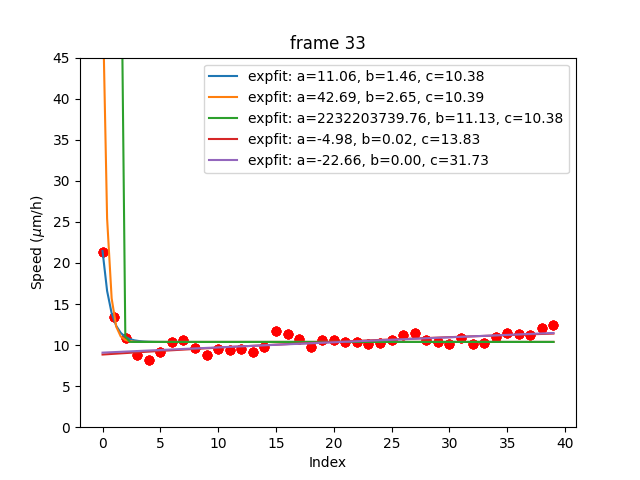 frame 33
45
40
35
30
25
20
15
10
5
0
Speed (μm/h)
expfit: a=11.06, b=1.46, c=10.38
expfit: a=42.69, b=2.65, c=10.39
expfit: a=2232203739.76, b=11.13, c=10.38
expfit: a=-4.98, b=0.02, c=13.83
expfit: a=-22.66, b=0.00, c=31.73
0 5 10 15 20 25 30 35 40
Index